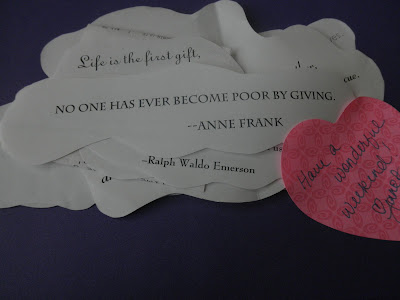 Life is the first gift,
NO ONE HAS EVER BECOME POOR BY GIVING.
--ANNE FRANK
–Ralph Waldo Emerson
Have a
wonderful
weekend!